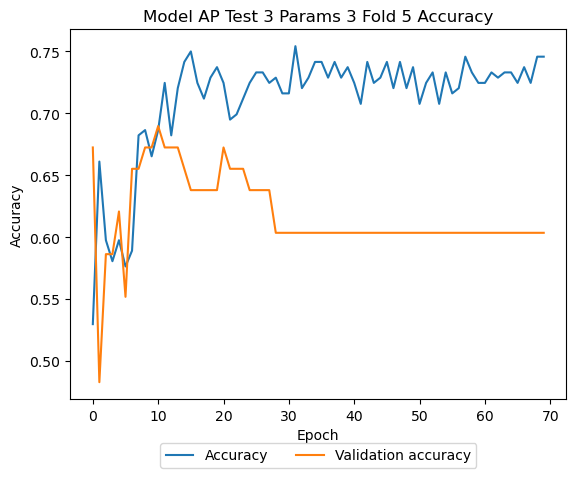 Model AP Test 3 Params 3 Fold 5 Accuracy
0.75
0.70
0.65
0.60
0.55
0.50
Accuracy
0 10 20 30 40 50 60 70
Epoch
Accuracy Validation accuracy